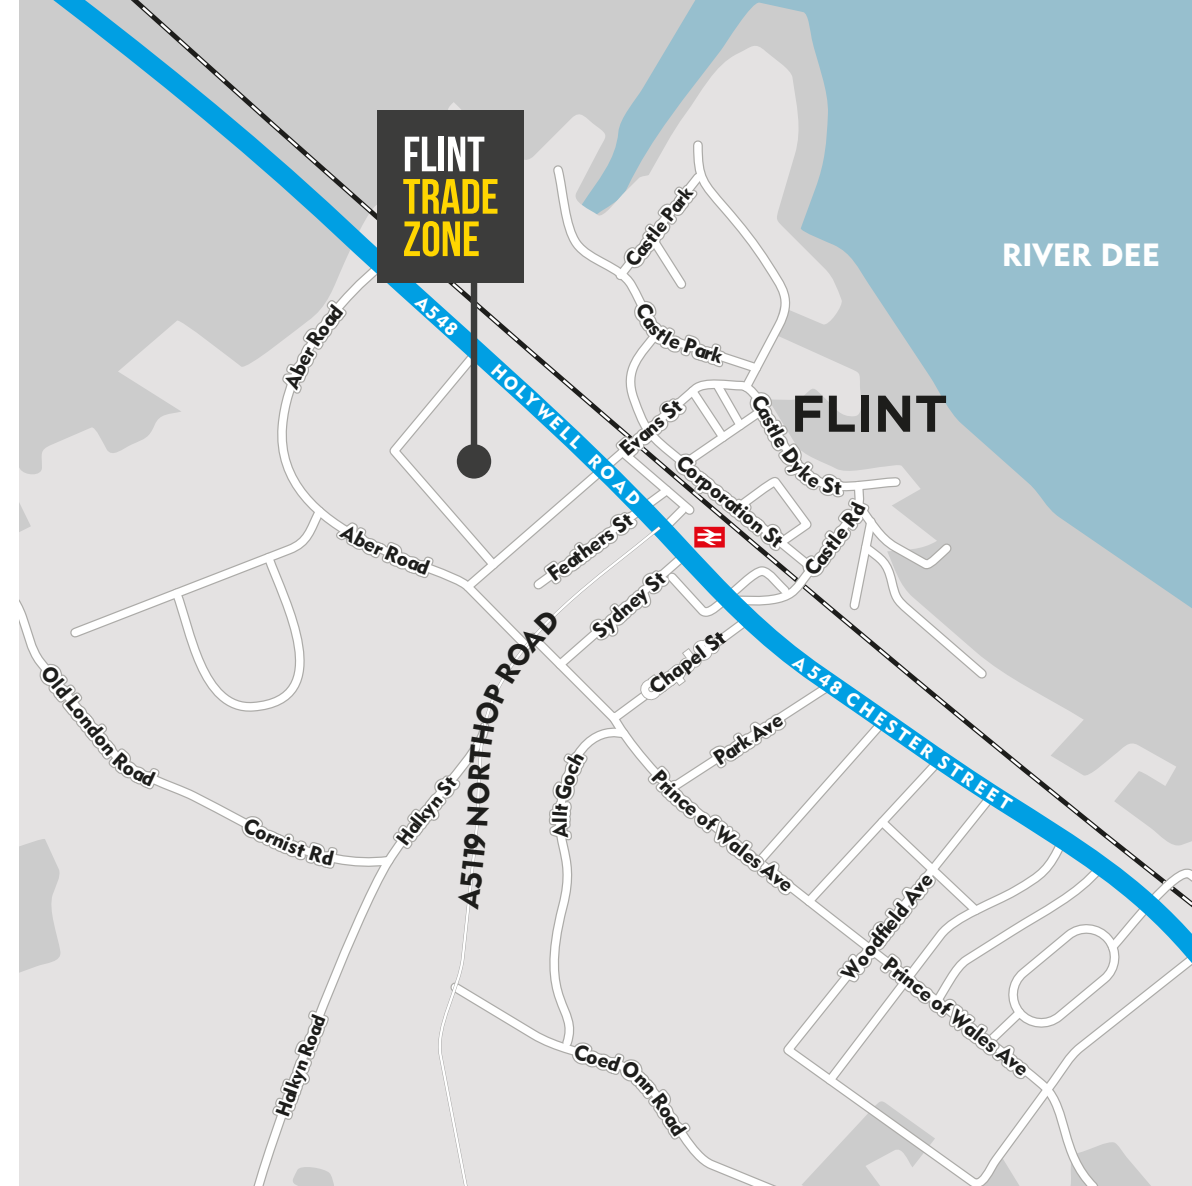 FLINT
TRADE
ZONE
RIVER DEE
Castle Park
Aber Road
A548
Castle Park
HOLYWELL ROAD
FLINT
Evans St
Castle Dyke St
Corporation St
Castle Rd
Feathers St
Aber Road
Sydney St
A5119 NORTHOP ROAD
Chapel St
A548 CHESTER STREET
Old London Road
Park Ave
Allt Goch
Halkyn St
Prince of Wales Ave
Cornist Rd
Woodfield Ave
Prince of Wales Ave
Halkyn Road
Coed Onn Road